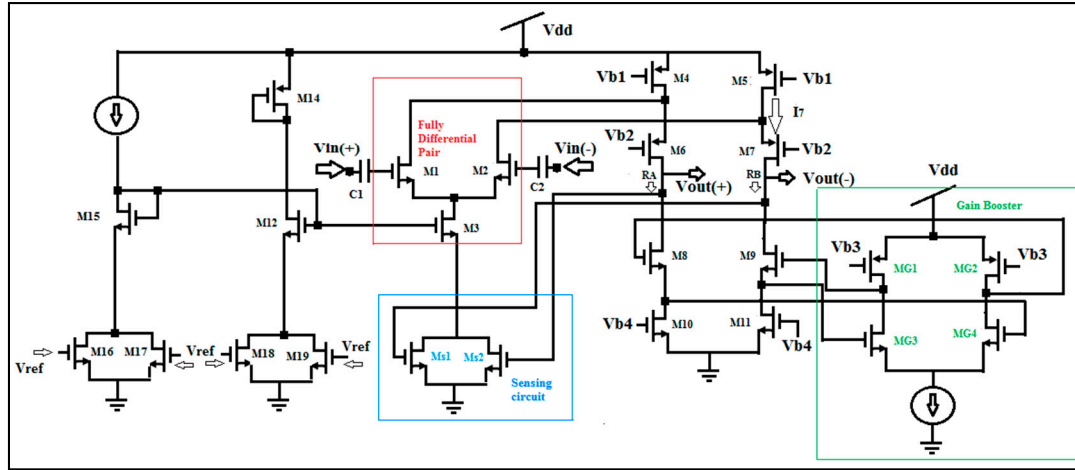 Vdd
M14
Vb1
M4
M5
Vb1
I7
Fully
Differential
Pair
Vin(+)
Vin(-)
Vb2
M6
M7
Vb2
C1
M1
M2
C2
RA
Vout(+)
RB
Vout(-)
Vdd
Gain Booster
M15
M12
M3
Vb3
MG1
MG2
Vb3
M8
M9
Vb4
M10
M11
Vb4
MG3
MG4
Vref
M16
M17
Vref
M18
M19
Vref
Ms1
Ms2
Sensing
circuit